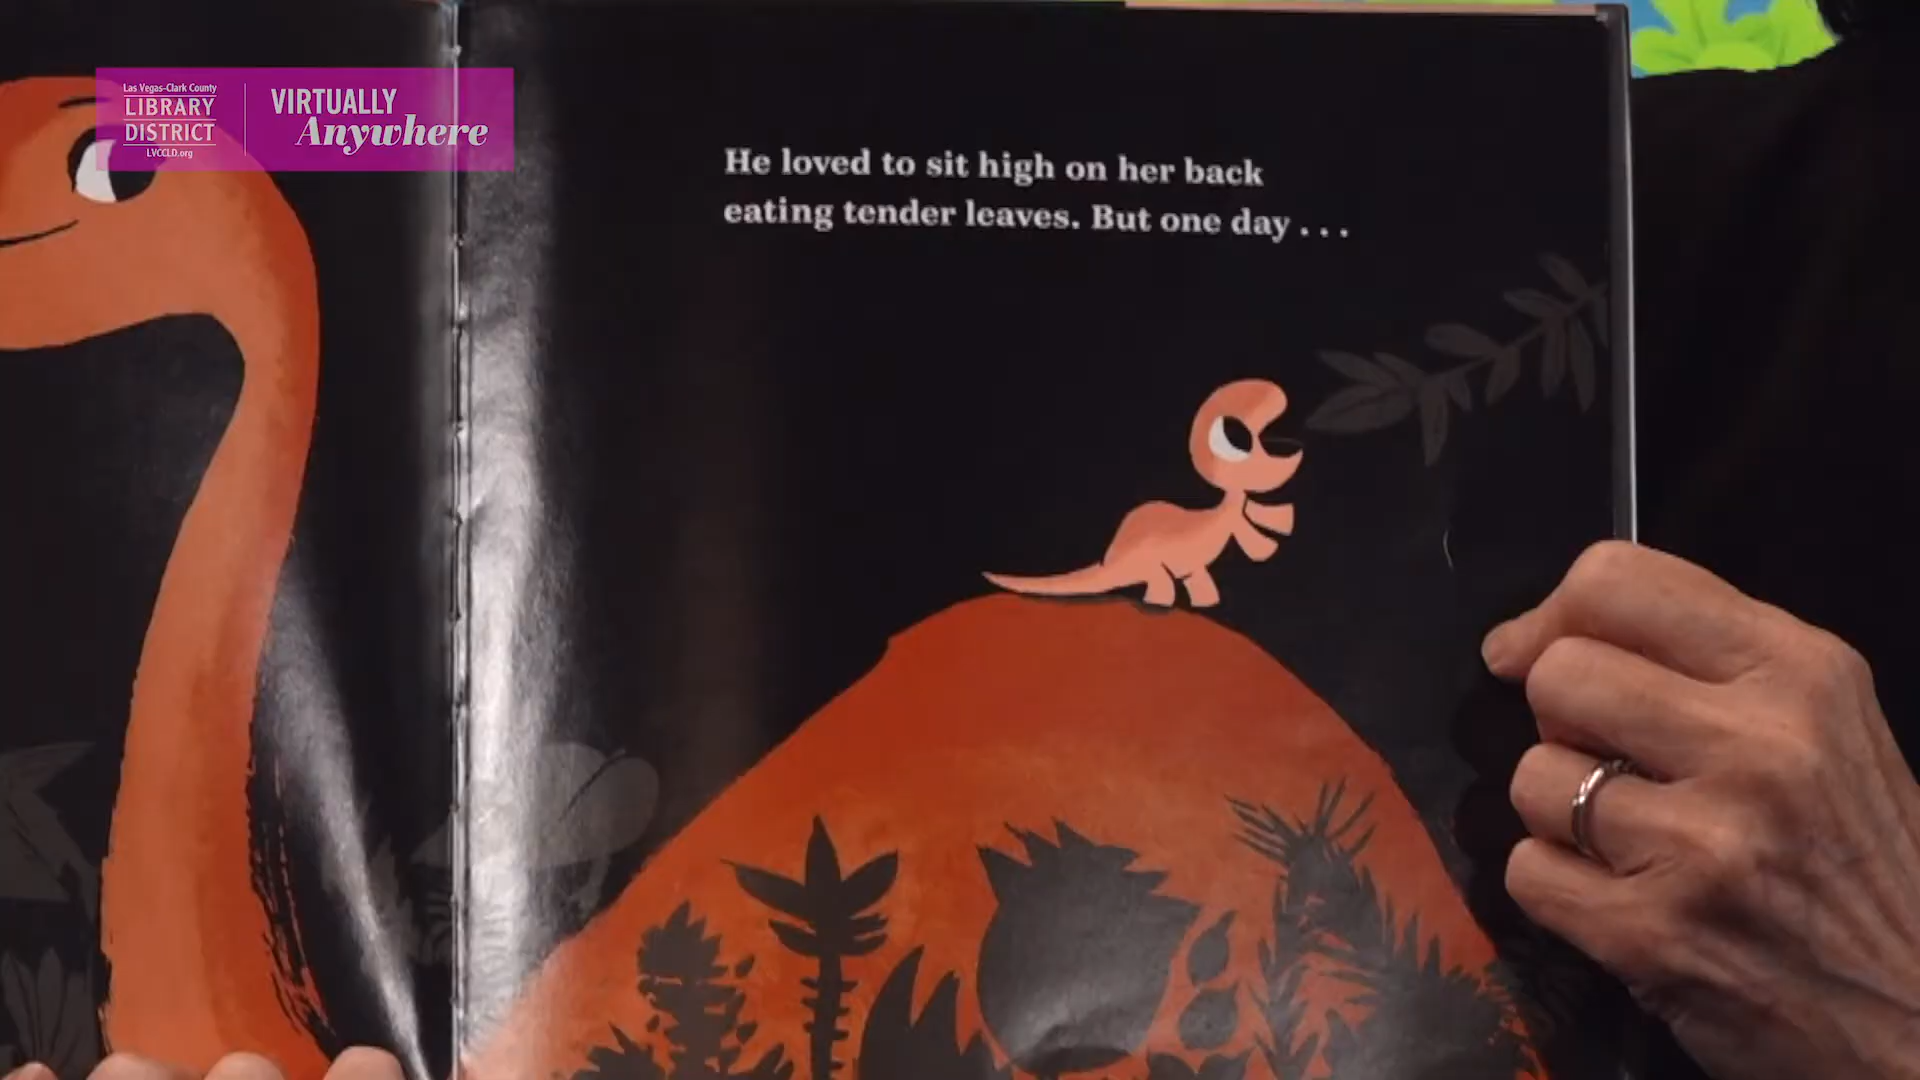 Las Vegas-Clark County
LIBRARY
DISTRICT
LVCCLD.org
VIRTUALLY
Anywhere
He loved to sit high on her back
eating tender leaves. But one day . . .